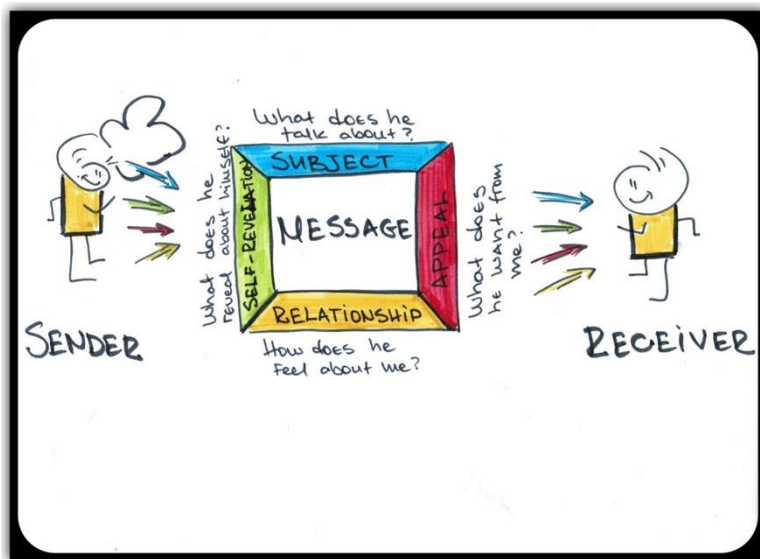 What does he
talk about?
SUBJECT
What does he
reveal about himself?
SELF-REVELATION
MESSAGE
APPEAL
What does
he want from
me?
RELATIONSHIP
How does he
feel about me?
SENDER
RECEIVER